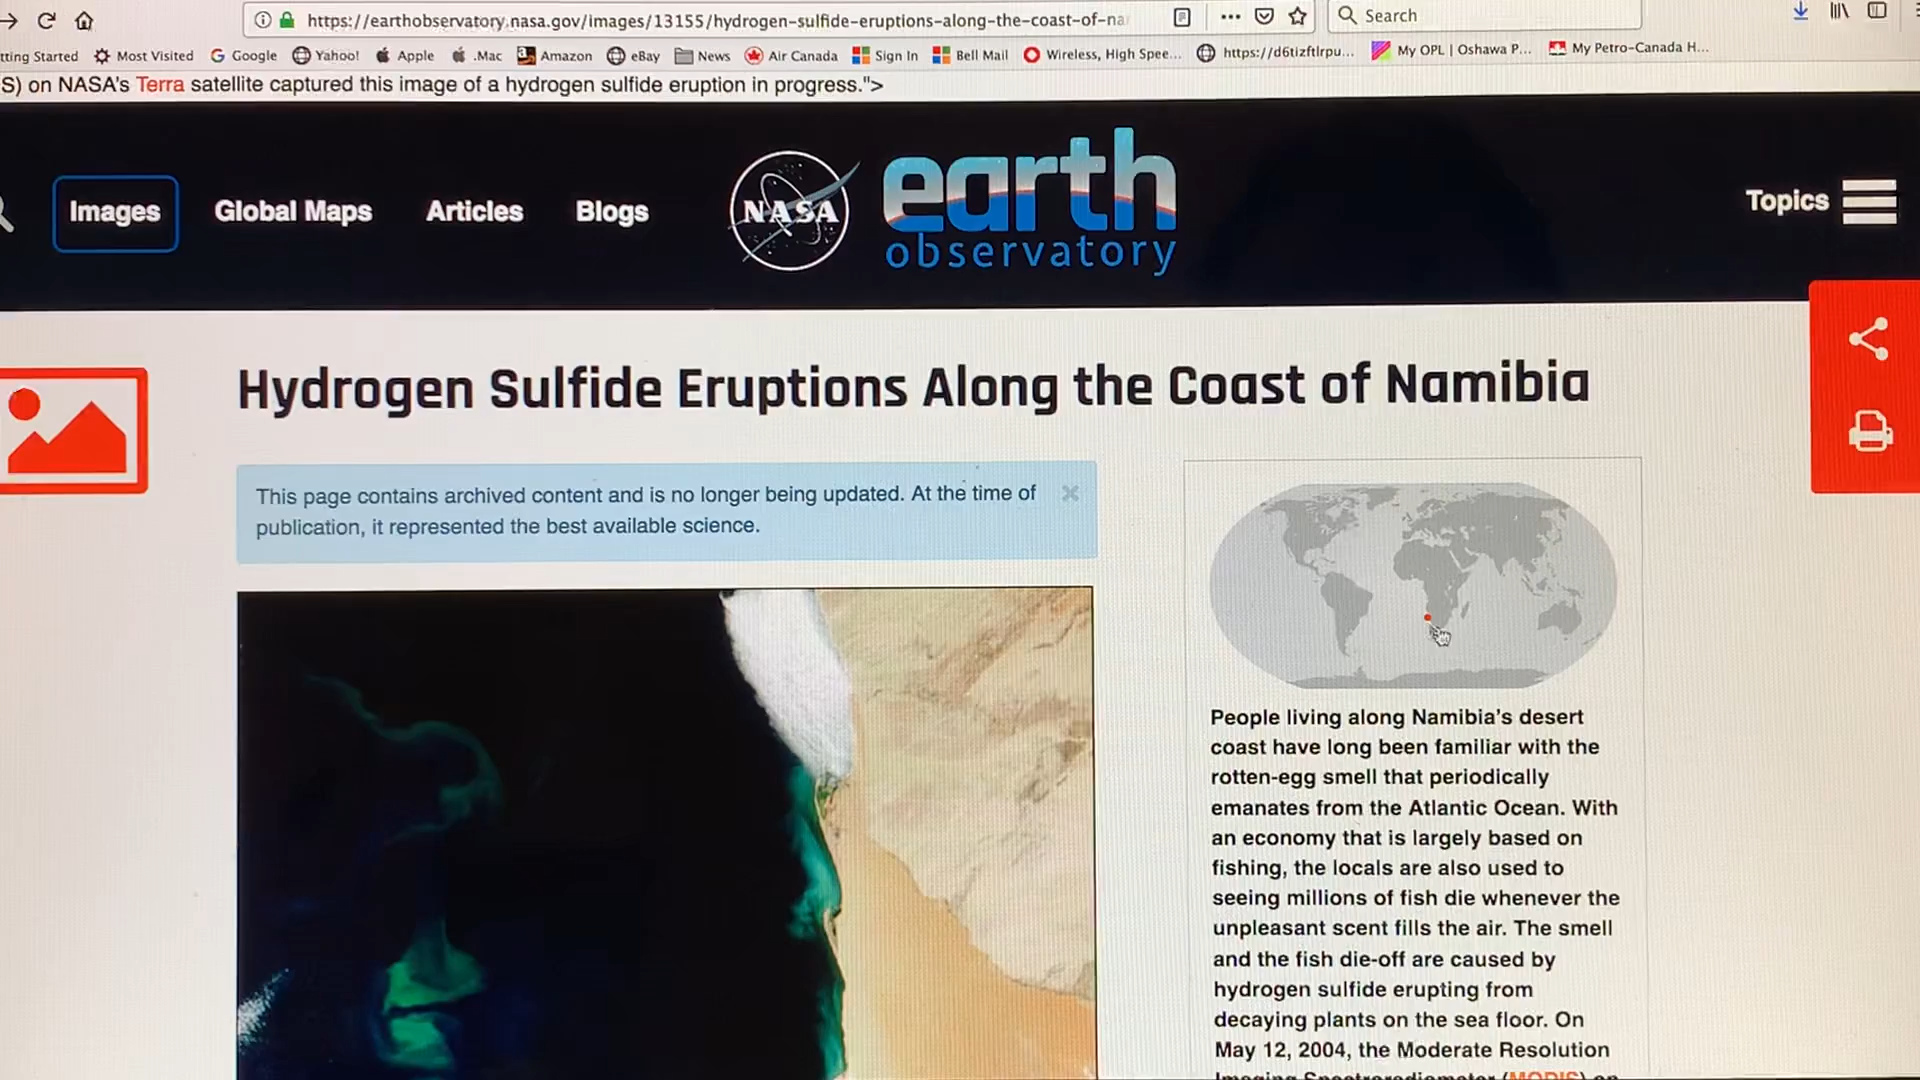 https://earthobservatory.nasa.gov/images/13155/hydrogen-sulfide-eruptions-along-the-coast-of-na
Search
tting Started Most Visited Google Yahoo! Apple .Mac Amazon eBay News Air Canada Sign In Bell Mail Wireless, High Spee... https://d6tizftlrpu... My OPL | Oshawa P... My Petro-Canada H...
S) on NASA's Terra satellite captured this image of a hydrogen sulfide eruption in progress.">
Images Global Maps Articles Blogs
NASA
earth
observatory
Topics
Hydrogen Sulfide Eruptions Along the Coast of Namibia
This page contains archived content and is no longer being updated. At the time of
publication, it represented the best available science.
People living along Namibia's desert
coast have long been familiar with the
rotten-egg smell that periodically
emanates from the Atlantic Ocean. With
an economy that is largely based on
fishing, the locals are also used to
seeing millions of fish die whenever the
unpleasant scent fills the air. The smell
and the fish die-off are caused by
hydrogen sulfide erupting from
decaying plants on the sea floor. On
May 12, 2004, the Moderate Resolution
Imaging Spectroradiometer (MODIS) on